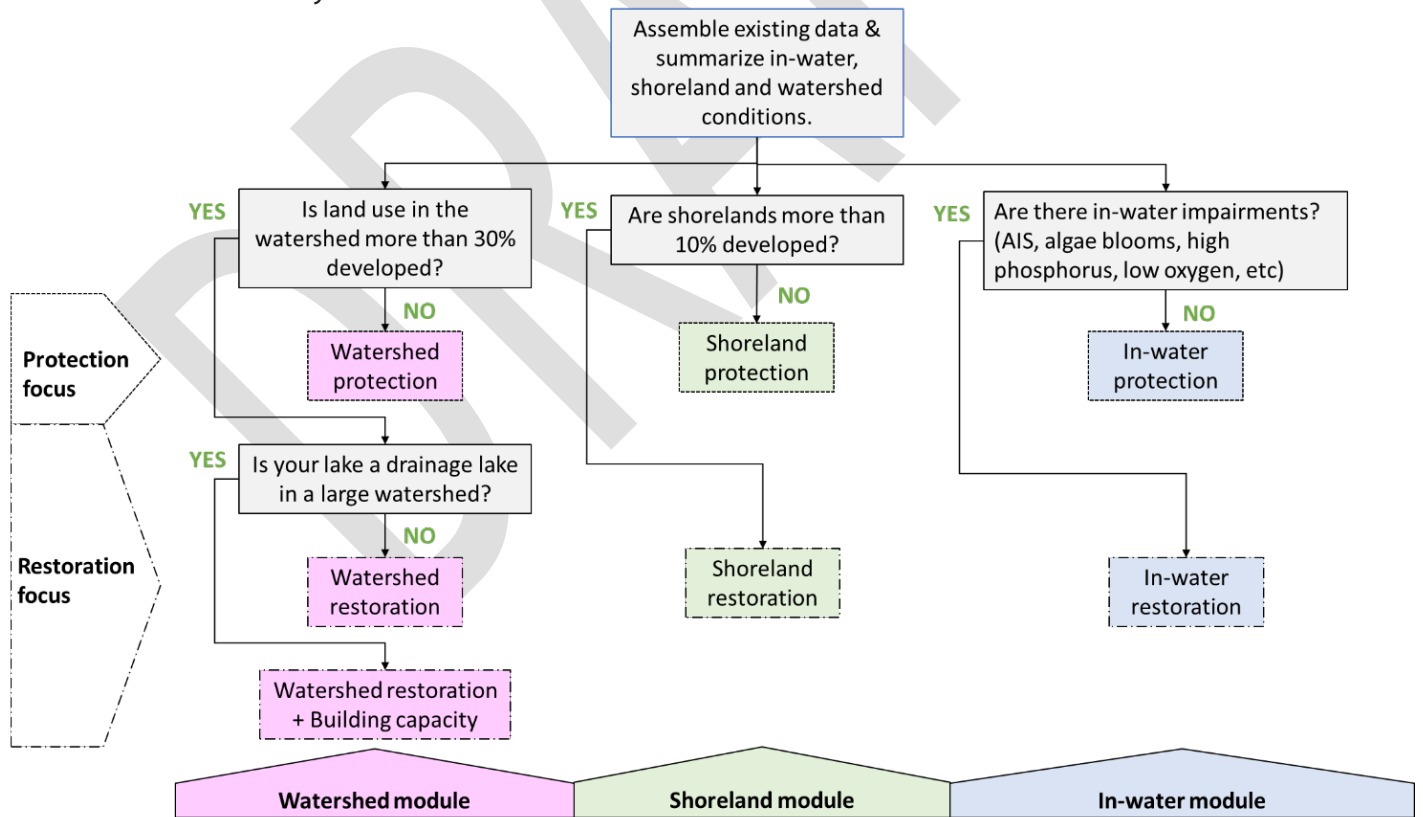 Assemble existing data &
summarize in-water,
shoreland and watershed
conditions.
YES
Is land use in the
watershed more than 30%
developed?
NO
Watershed
protection
YES
Are shorelands more than
10% developed?
NO
Shoreland
protection
YES
Are there in-water impairments?
(AIS, algae blooms, high
phosphorus, low oxygen, etc)
NO
In-water
protection
Protection
focus
YES
Is your lake a drainage lake
in a large watershed?
NO
Watershed
restoration
Shoreland
restoration
In-water
restoration
Restoration
focus
Watershed restoration
+ Building capacity
Watershed module
Shoreland module
In-water module